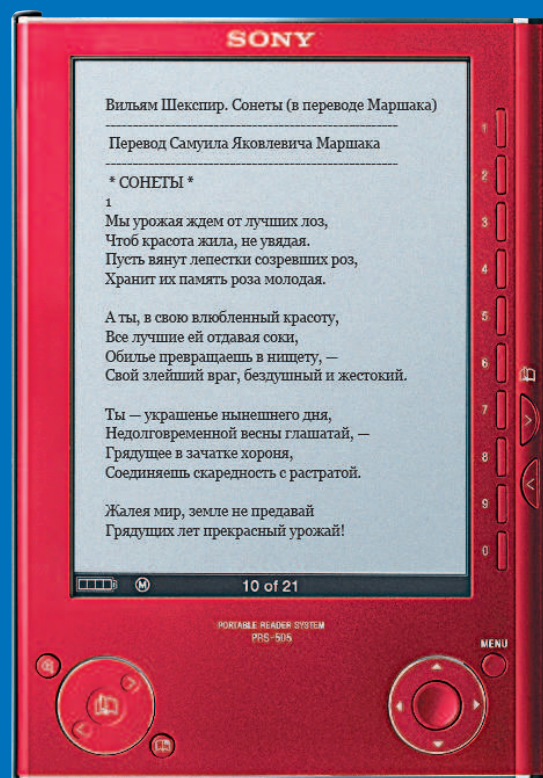 SONY
Вильям Шекспир. Сонеты (в переводе Маршака)
--------------------------------------------------
Перевод Самуила Яковлевича Маршака
--------------------------------------------------
* СОНЕТЫ *
1
Мы урожая ждем от лучших лоз,
Чтоб красота жила, не увядая.
Пусть вянут лепестки созревших роз,
Хранит их память роза молодая.
А ты, в свою влюбленный красоту,
Все лучшие ей отдавая соки,
Обилье превращаешь в нищету, —
Свой злейший враг, бездушный и жестокий.
Ты — украшенье нынешнего дня,
Недолговременной весны глашатай, —
Грядущее в зачатке хороня,
Соединяешь скаредность с растратой.
Жалея мир, земле не предавай
Грядущих лет прекрасный урожай!
1
2
3
4
5
6
7
8
9
0
M
10 of 21
PORTABLE READER SYSTEM
PRS-505
MENU